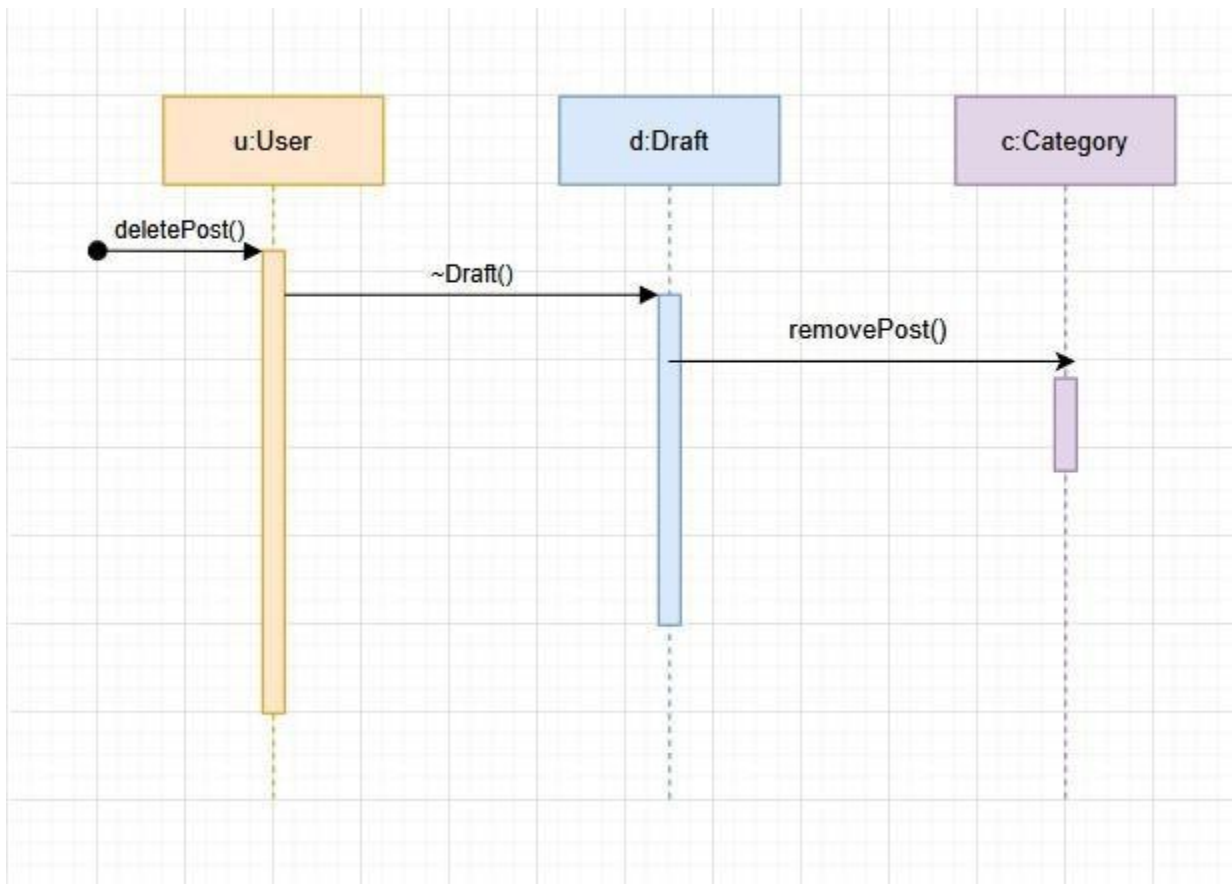 u:User
d:Draft
c:Category
deletePost()
~Draft()
removePost()